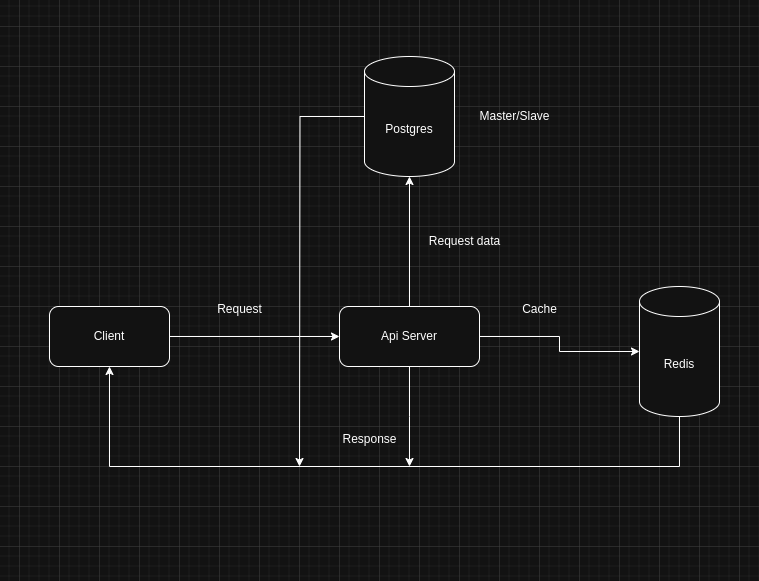 Postgres
Master/Slave
Request data
Request
Cache
Client
Api Server
Redis
Response